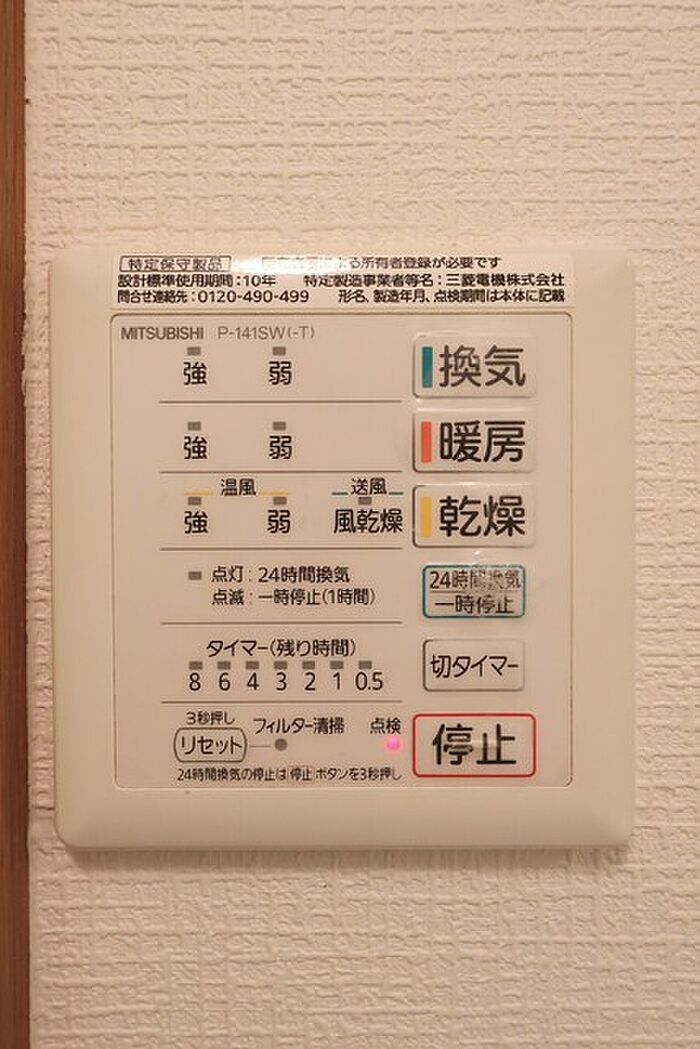 特定保守製品 による所有者登録が必要です
設計標準使用期間:10年 特定製造事業者等名:三菱電機株式会社
問合せ連絡先:0120-490-499 形名、製造年月、点検期間は本体に記載
MITSUBISHI P-141SW(-T)
強 弱 換気
強 弱 暖房
温風 送風
強 弱 風乾燥 乾燥
点灯:24時間換気
点滅:一時停止(1時間)
24時間換気
一時停止
タイマー(残り時間)
8 6 4 3 2 1 0.5
切タイマー
3秒押し
リセット フィルター清掃 点検
停止
24時間換気の停止は停止ボタンを3秒押し